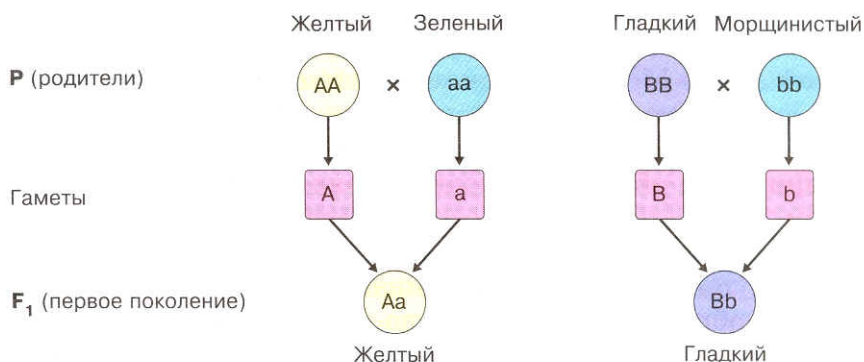 Желтый Зеленый Гладкий Морщинистый
P (родители) AA × aa BB × bb
Гаметы A a B b
F₁ (первое поколение) Aa Bb
Желтый Гладкий